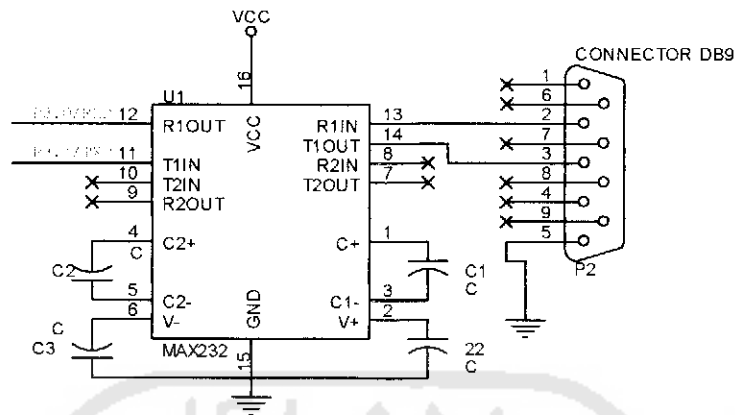 VCC
CONNECTOR DB9
16
U1
1
6
12 R1OUT VCC R1IN 13
2
T1OUT 14
7
11 T1IN R2IN 8
3
10 T2IN T2OUT 7
8
9 R2OUT
4
9
4 C2+ C+ 1
5
C
C2 C1
P2
C
5 C2- C1- 3
6 V- GND V+ 2
C
C3 MAX232 15 22
C